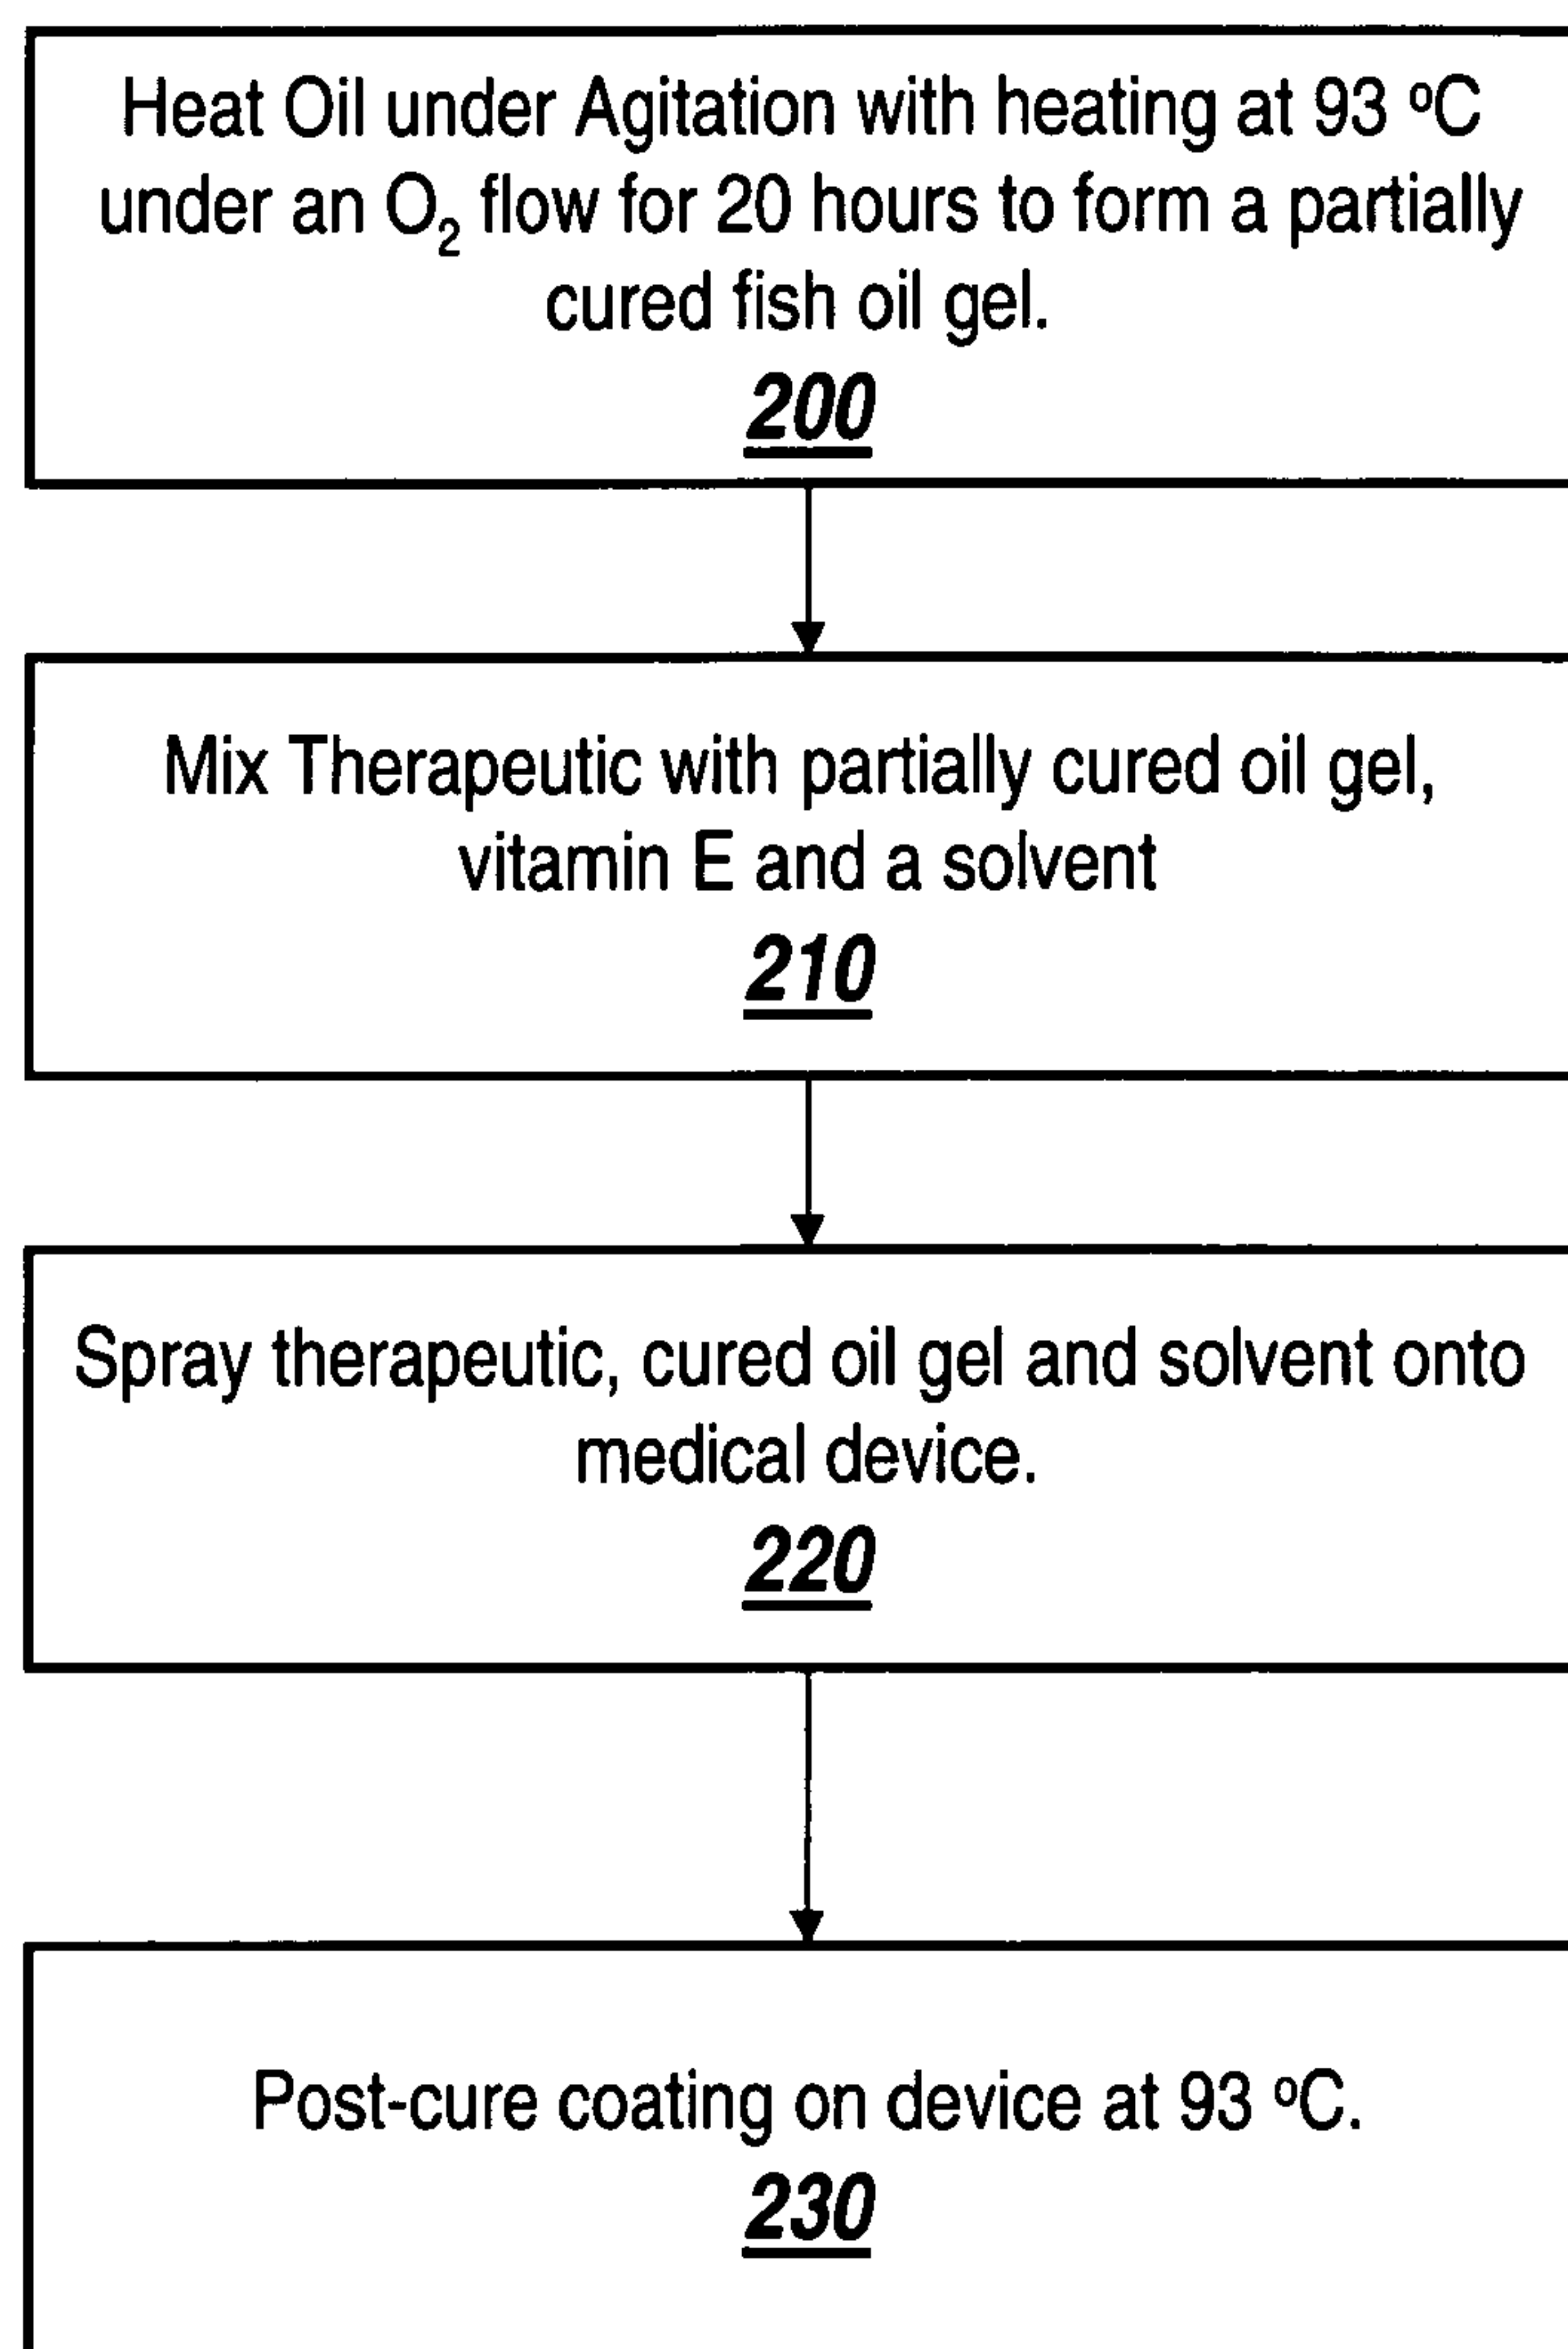 Heat Oil under Agitation with heating at 93 ºC
under an O₂ flow for 20 hours to form a partially
cured fish oil gel.
200
Mix Therapeutic with partially cured oil gel,
vitamin E and a solvent
210
Spray therapeutic, cured oil gel and solvent onto
medical device.
220
Post-cure coating on device at 93 ºC.
230